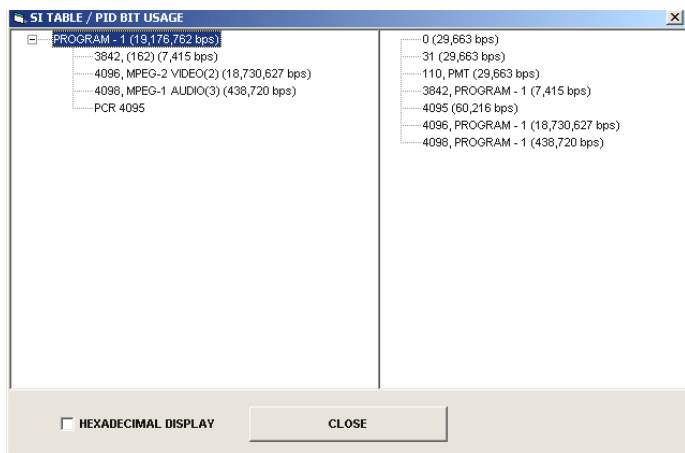 SI TABLE / PID BIT USAGE
PROGRAM - 1 (19,176,762 bps)
3842, (162) (7,415 bps)
4096, MPEG-2 VIDEO(2) (18,730,627 bps)
4098, MPEG-1 AUDIO(3) (438,720 bps)
PCR 4095
0 (29,663 bps)
31 (29,663 bps)
110, PMT (29,663 bps)
3842, PROGRAM - 1 (7,415 bps)
4095 (60,216 bps)
4096, PROGRAM - 1 (18,730,627 bps)
4098, PROGRAM - 1 (438,720 bps)
HEXADECIMAL DISPLAY
CLOSE